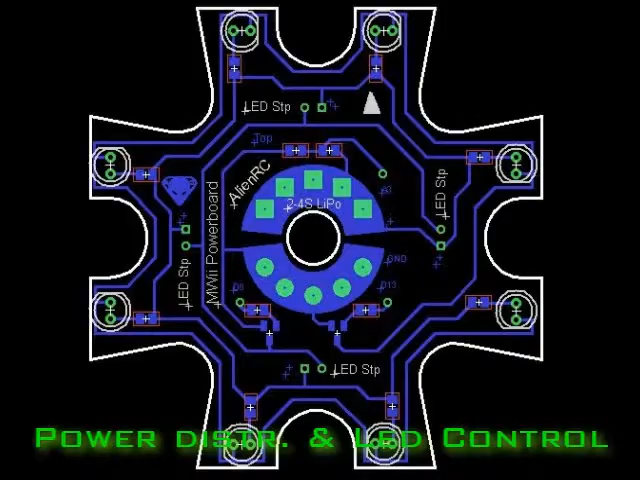 LED Stp
Top
A3
AlienRC
2-4S LiPo
LED Stp
MWii Powerboard
LED Stp
GND
D13
LED Stp
Power distr. & Led Control